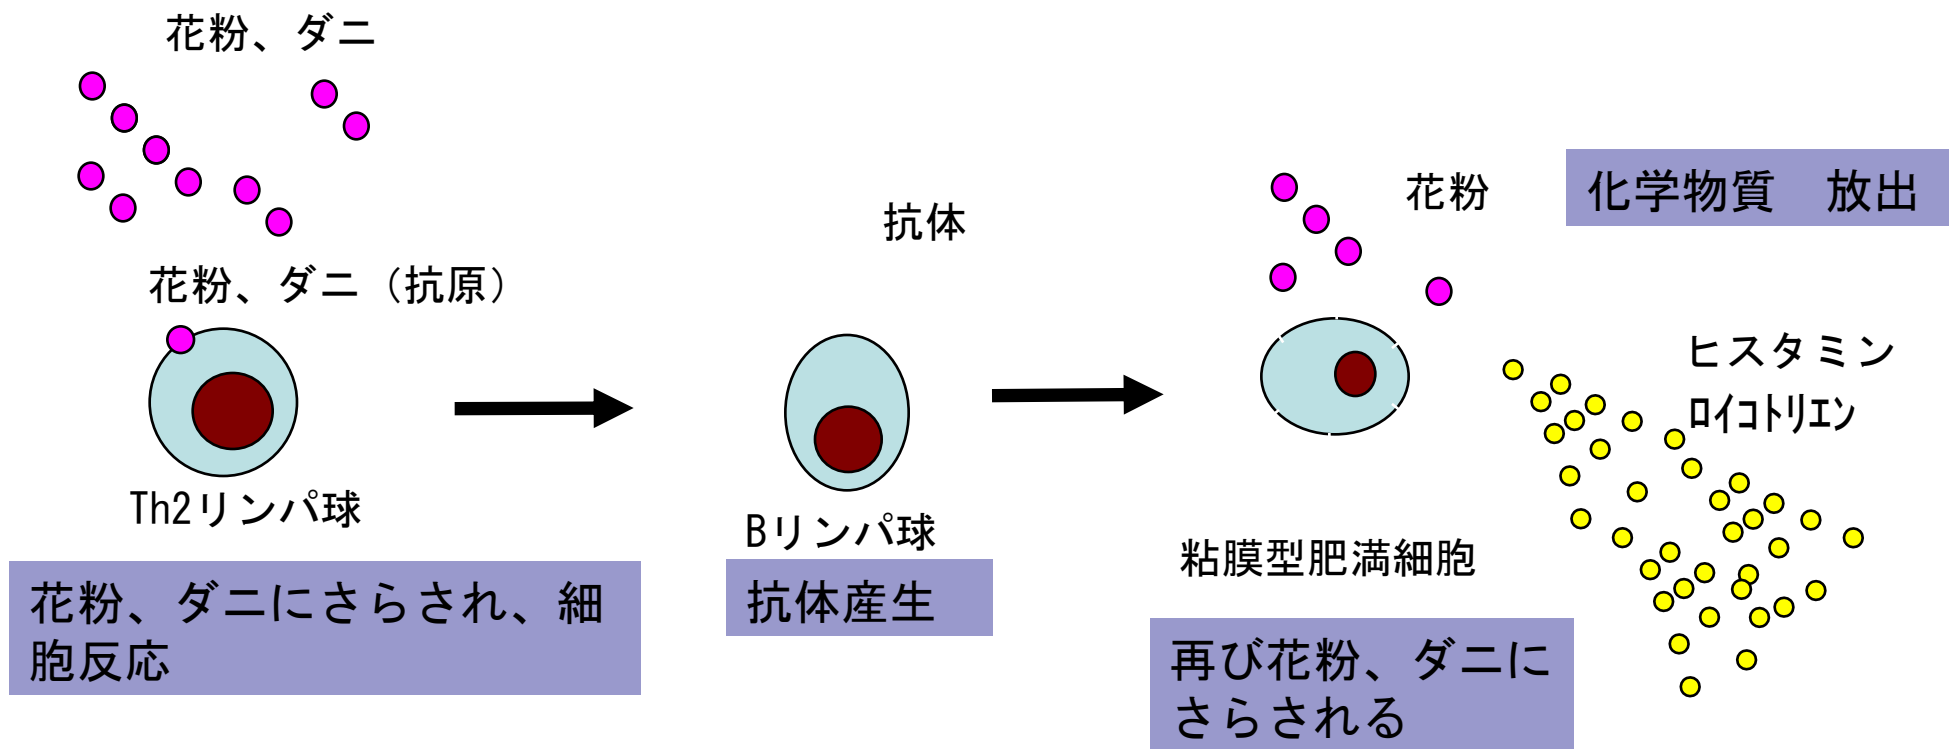 花粉、ダニ
花粉、ダニ（抗原）
Th2リンパ球
花粉、ダニにさらされ、細
胞反応
抗体
Bリンパ球
抗体産生
花粉
化学物質　放出
ヒスタミン
ロイコトリエン
粘膜型肥満細胞
再び花粉、ダニに
さらされる